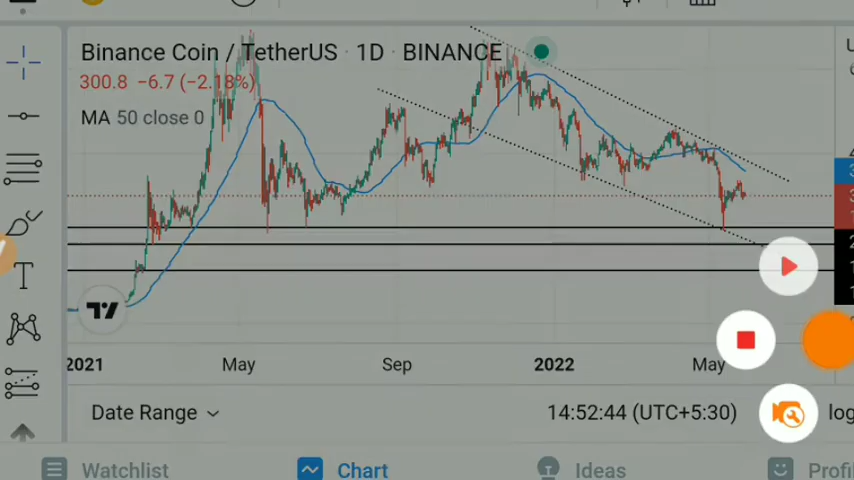 Binance Coin / TetherUS · 1D · BINANCE
300.8 −6.7 (−2.18%)
MA 50 close 0
T
2021 May Sep 2022 May
Date Range 14:52:44 (UTC+5:30) log
Watchlist Chart Ideas Profi